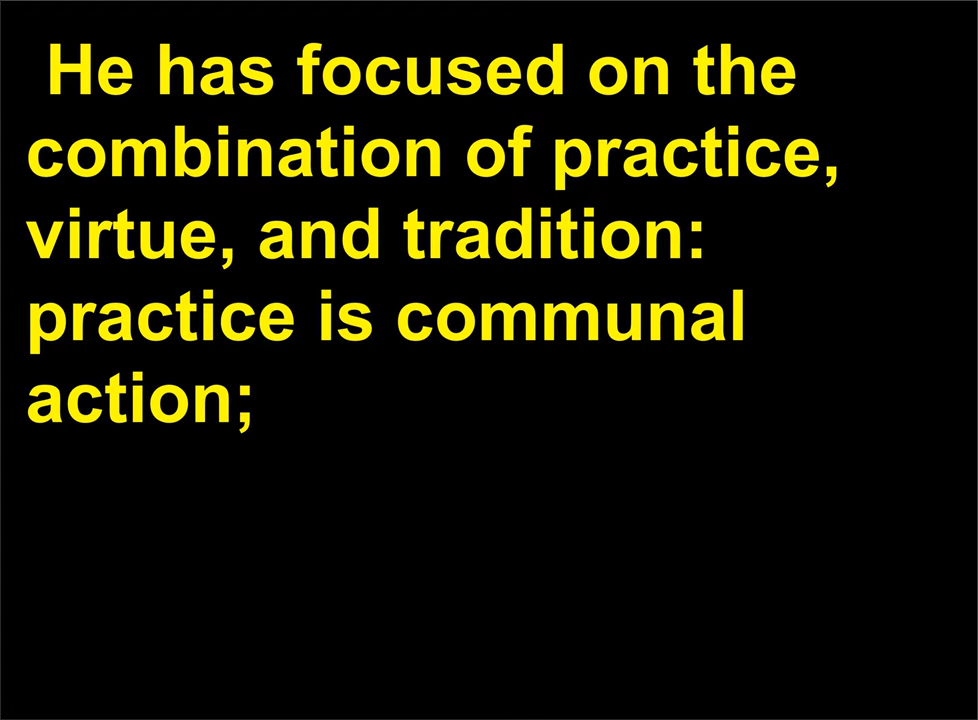 He has focused on the
combination of practice,
virtue, and tradition:
practice is communal
action;